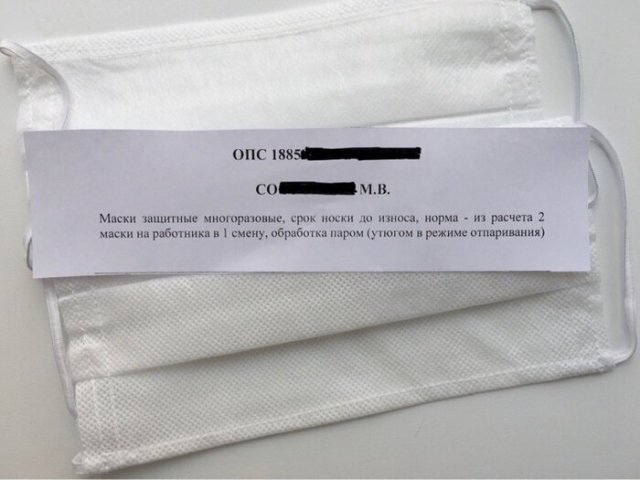 ОПС 1885
СО -М.В.
Маски защитные многоразовые, срок носки до износа, норма - из расчета 2
маски на работника в 1 смену, обработка паром (утюгом в режиме отпаривания)